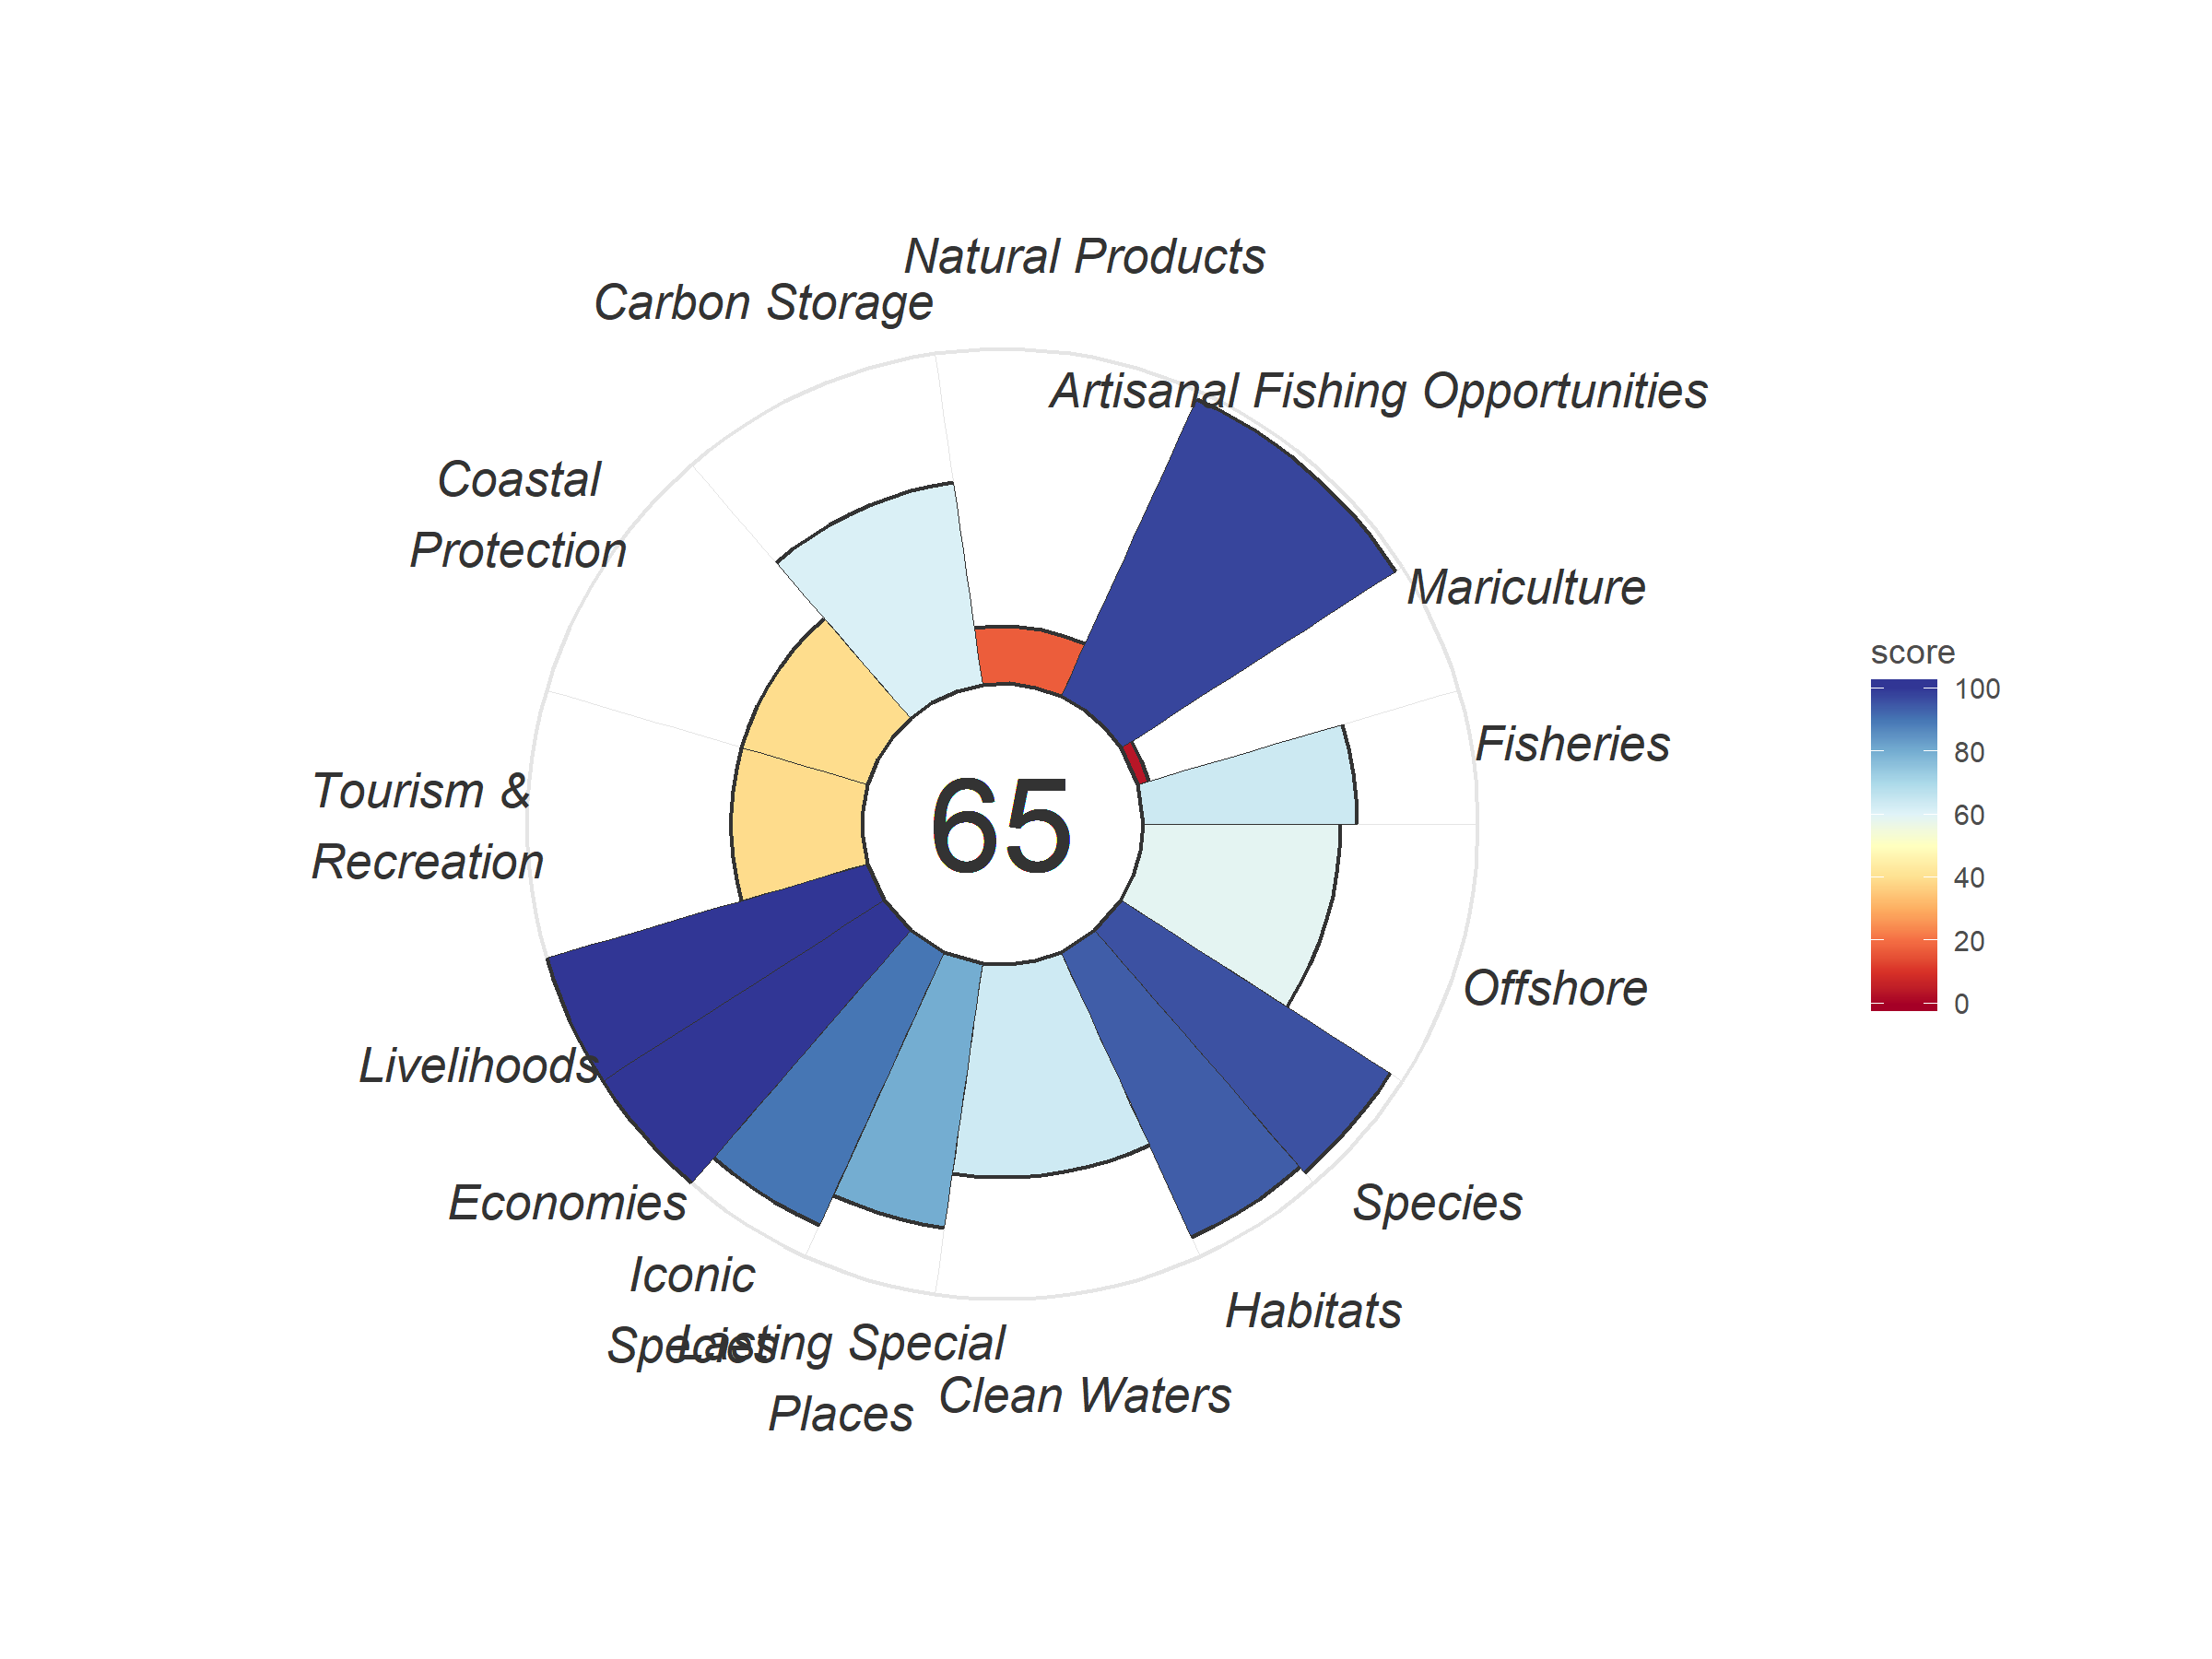 Natural Products
Carbon Storage
Artisanal Fishing Opportunities
Coastal
Protection
Mariculture
Fisheries
Tourism &
Recreation
65
Offshore
Livelihoods
Economies
Species
Iconic
Species
Habitats
Lasting Special
Places
Clean Waters
score
100
80
60
40
20
0